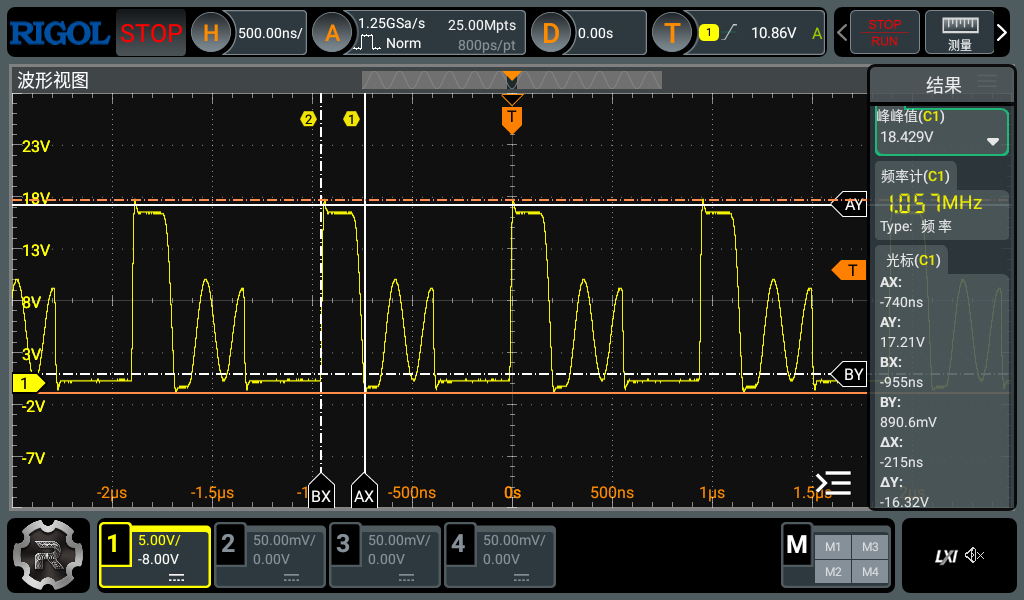 RIGOL STOP H 500.00ns/ A 1.25GSa/s 25.00Mpts D 0.00s T 1 10.86V A STOP
Norm 800ps/pt RUN 测量
波形视图 结果
2 1 T
23V
18V AY
13V
T
8V
3V
1 BY
-2V
-7V
-2µs -1.5µs BX AX -500ns 0s 500ns 1µs 1.5µs
峰峰值(C1)
18.429V
频率计(C1)
1.057MHz
Type: 频率
光标(C1)
AX:
-740ns
AY:
17.21V
BX:
-955ns
BY:
890.6mV
ΔX:
-215ns
ΔY:
-16.32V
R 1 5.00V/ 2 50.00mV/ 3 50.00mV/ 4 50.00mV/ M M1 M3 LXI
-8.00V 0.00V 0.00V 0.00V M2 M4